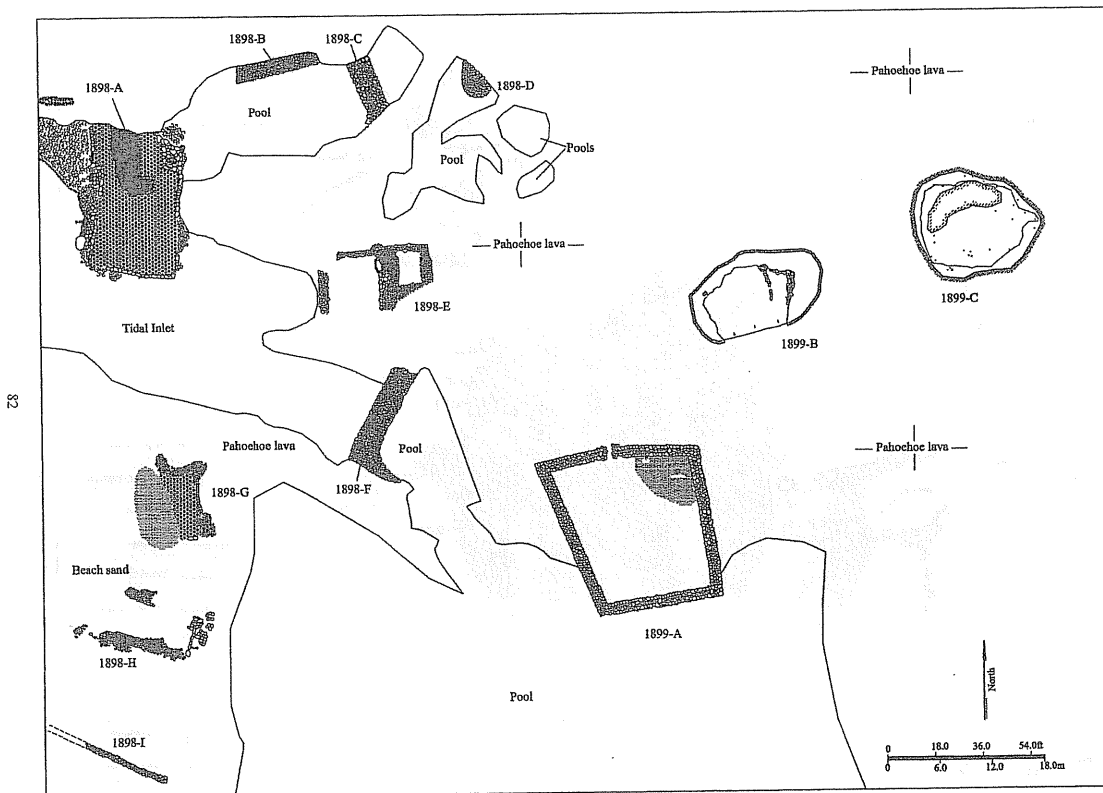 1898-B
1898-C
1898-A
Pool
1898-D
Pool
Pools
Pahoehoe lava
Pahoehoe lava
1899-C
1898-E
Tidal Inlet
1899-B
82
Pahoehoe lava
Pool
Pahoehoe lava
1898-G
1898-F
Beach sand
1899-A
1898-H
Pool
North
1898-I
0 18.0 36.0 54.0ft
0 6.0 12.0 18.0m